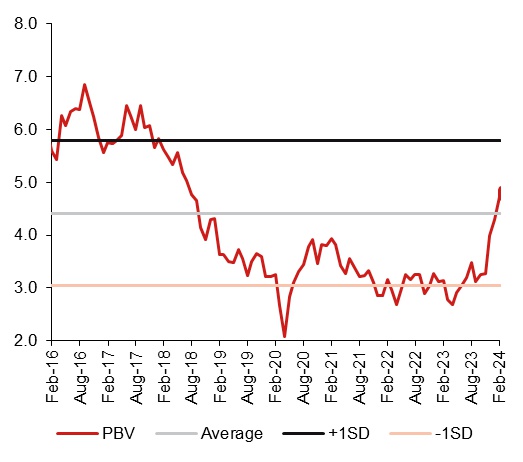 8.0
7.0
6.0
5.0
4.0
3.0
2.0
Feb-16
Aug-16
Feb-17
Aug-17
Feb-18
Aug-18
Feb-19
Aug-19
Feb-20
Aug-20
Feb-21
Aug-21
Feb-22
Aug-22
Feb-23
Aug-23
Feb-24
PBV Average +1SD -1SD